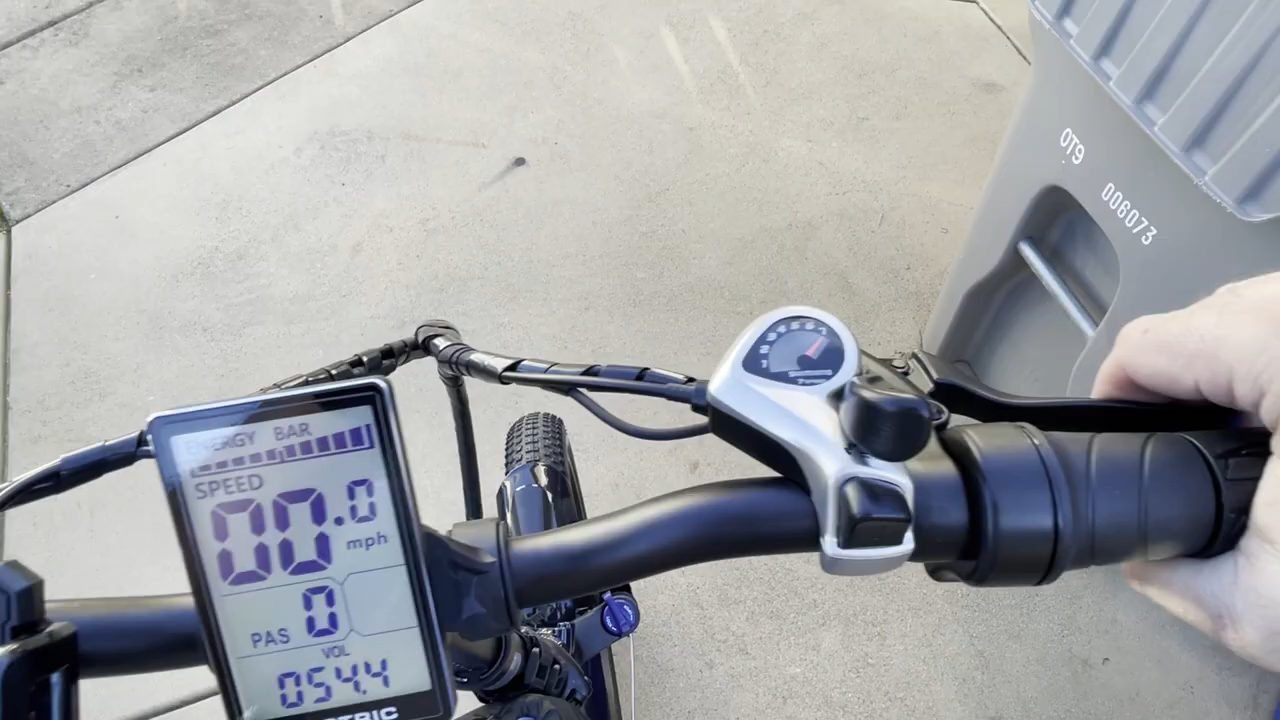 OT9
006073
ENERGY BAR
SPEED
00.0
mph
PAS 0
VOL
054.4